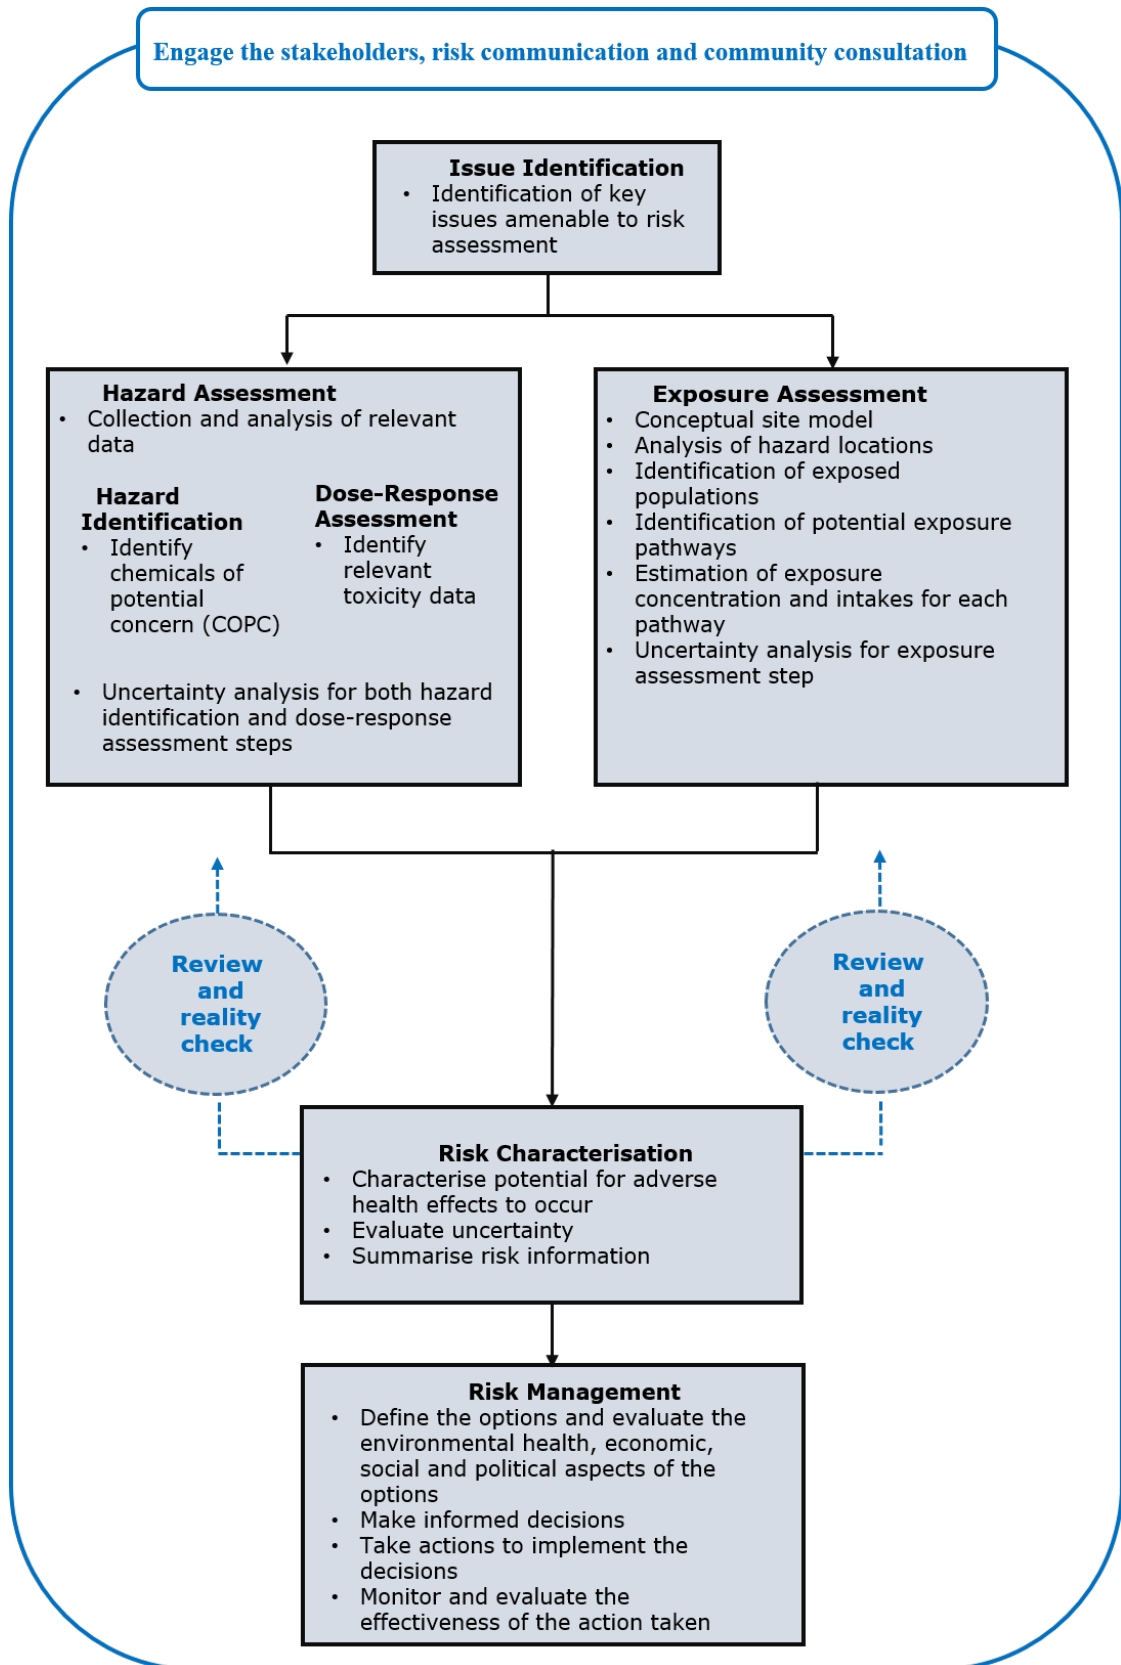 Engage the stakeholders, risk communication and community consultation
Issue Identification
• Identification of key
issues amenable to risk
assessment
Hazard Assessment
• Collection and analysis of relevant
data
Hazard
Identification
• Identify
chemicals of
potential
concern (COPC)
Dose-Response
Assessment
• Identify
relevant
toxicity data
• Uncertainty analysis for both hazard
identification and dose-response
assessment steps
Exposure Assessment
• Conceptual site model
• Analysis of hazard locations
• Identification of exposed
populations
• Identification of potential exposure
pathways
• Estimation of exposure
concentration and intakes for each
pathway
• Uncertainty analysis for exposure
assessment step
Review
and
reality
check
Review
and
reality
check
Risk Characterisation
• Characterise potential for adverse
health effects to occur
• Evaluate uncertainty
• Summarise risk information
Risk Management
• Define the options and evaluate the
environmental health, economic,
social and political aspects of the
options
• Make informed decisions
• Take actions to implement the
decisions
• Monitor and evaluate the
effectiveness of the action taken